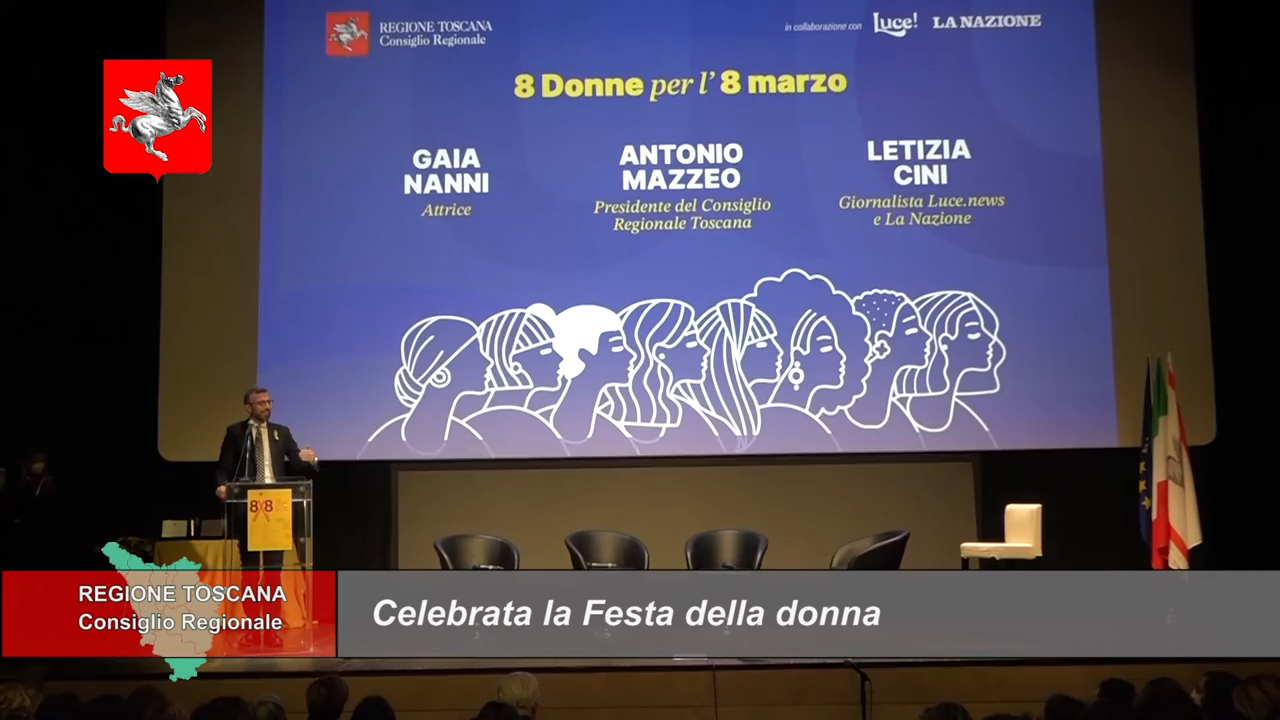 REGIONE TOSCANA
Consiglio Regionale
in collaborazione con Luce! LA NAZIONE
8 Donne per l' 8 marzo
GAIA
NANNI
Attrice
ANTONIO
MAZZEO
Presidente del Consiglio
Regionale Toscana
LETIZIA
CINI
Giornalista Luce.news
e La Nazione
8 8
REGIONE TOSCANA
Consiglio Regionale
Celebrata la Festa della donna